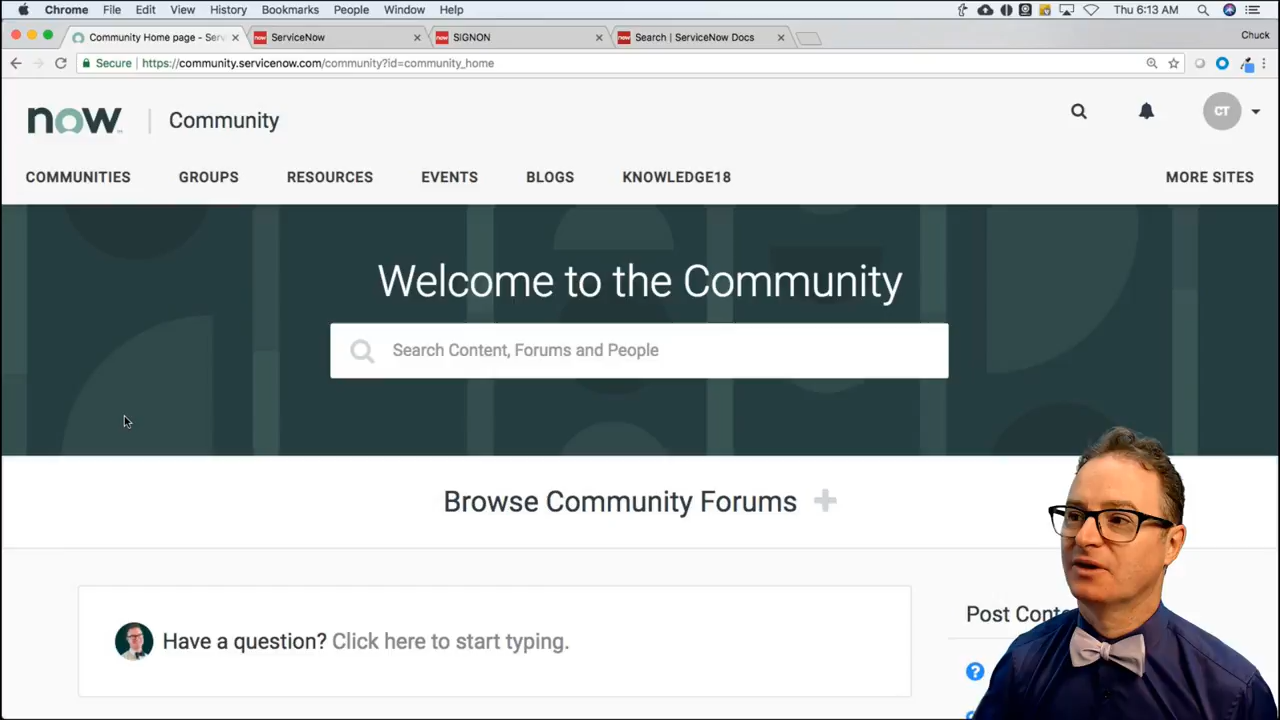 Chrome File Edit View History Bookmarks People Window Help Thu 6:13 AM
Community Home page - Serv ServiceNow SIGNON Search | ServiceNow Docs Chuck
Secure https://community.servicenow.com/community?id=community_home
now Community CT
COMMUNITIES GROUPS RESOURCES EVENTS BLOGS KNOWLEDGE18 MORE SITES
Welcome to the Community
Search Content, Forums and People
Browse Community Forums +
Post Conte
Have a question? Click here to start typing.